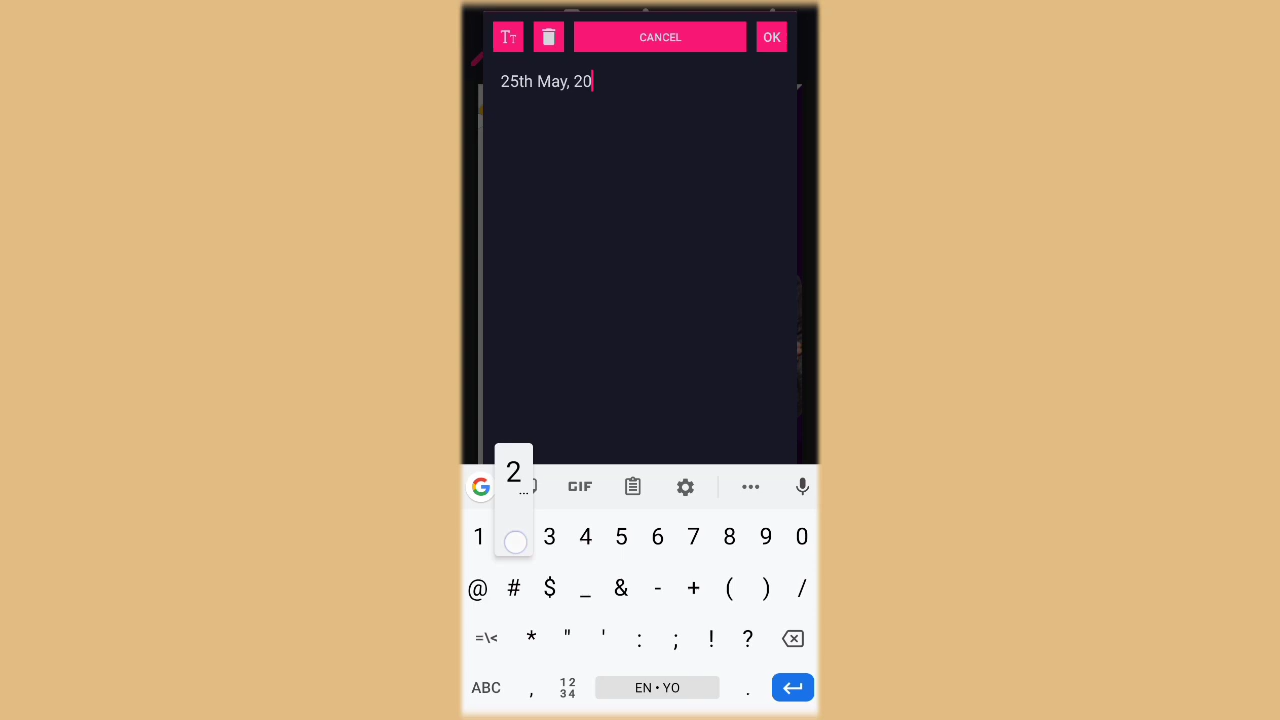 Tт CANCEL OK
25th May, 20
2
...
G GIF
1 3 4 5 6 7 8 9 0
@ # $ _ & - + ( ) /
=\< * " ' : ; ! ?
ABC , 12 34 EN • YO .